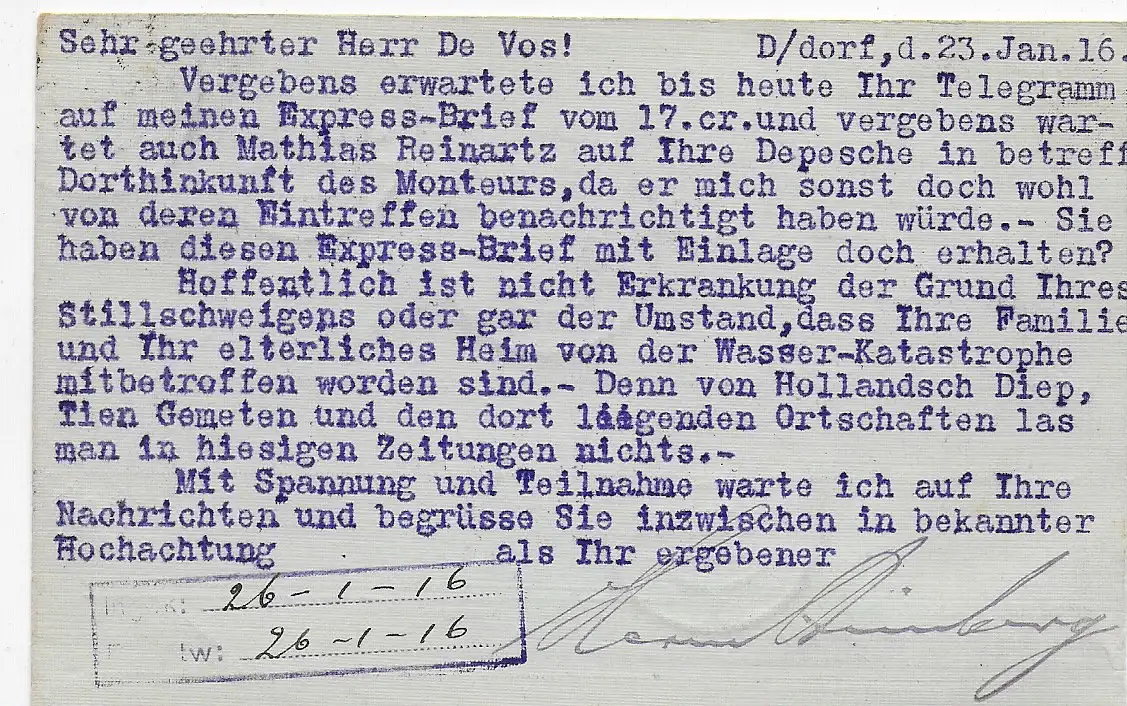 Sehr geehrter Herr De Vos! D/dorf,d.23.Jan.16.
Vergebens erwartete ich bis heute Ihr Telegramm
auf meinen Express-Brief vom 17.cr.und vergebens war-
tet auch Mathias Reinartz auf Ihre Depesche in betreff
Dorthinkunft des Monteurs,da er mich sonst doch wohl
von deren Eintreffen benachrichtigt haben würde.- Sie
haben diesen Express-Brief mit Einlage doch erhalten?
Hoffentlich ist nicht Erkrankung der Grund Ihres
Stillschweigens oder gar der Umstand,dass Ihre Familie
und Ihr elterliches Heim von der Wasser-Katastrophe
mitbetroffen worden sind.- Denn von Hollandsch Diep,
Tien Gemeten und den dort liegenden Ortschaften las
man in hiesigen Zeitungen nichts.-
Mit Spannung und Teilnahme warte ich auf Ihre
Nachrichten und begrüsse Sie inzwischen in bekannter
Hochachtung als Ihr ergebener
26-1-16
tw: 26-1-16